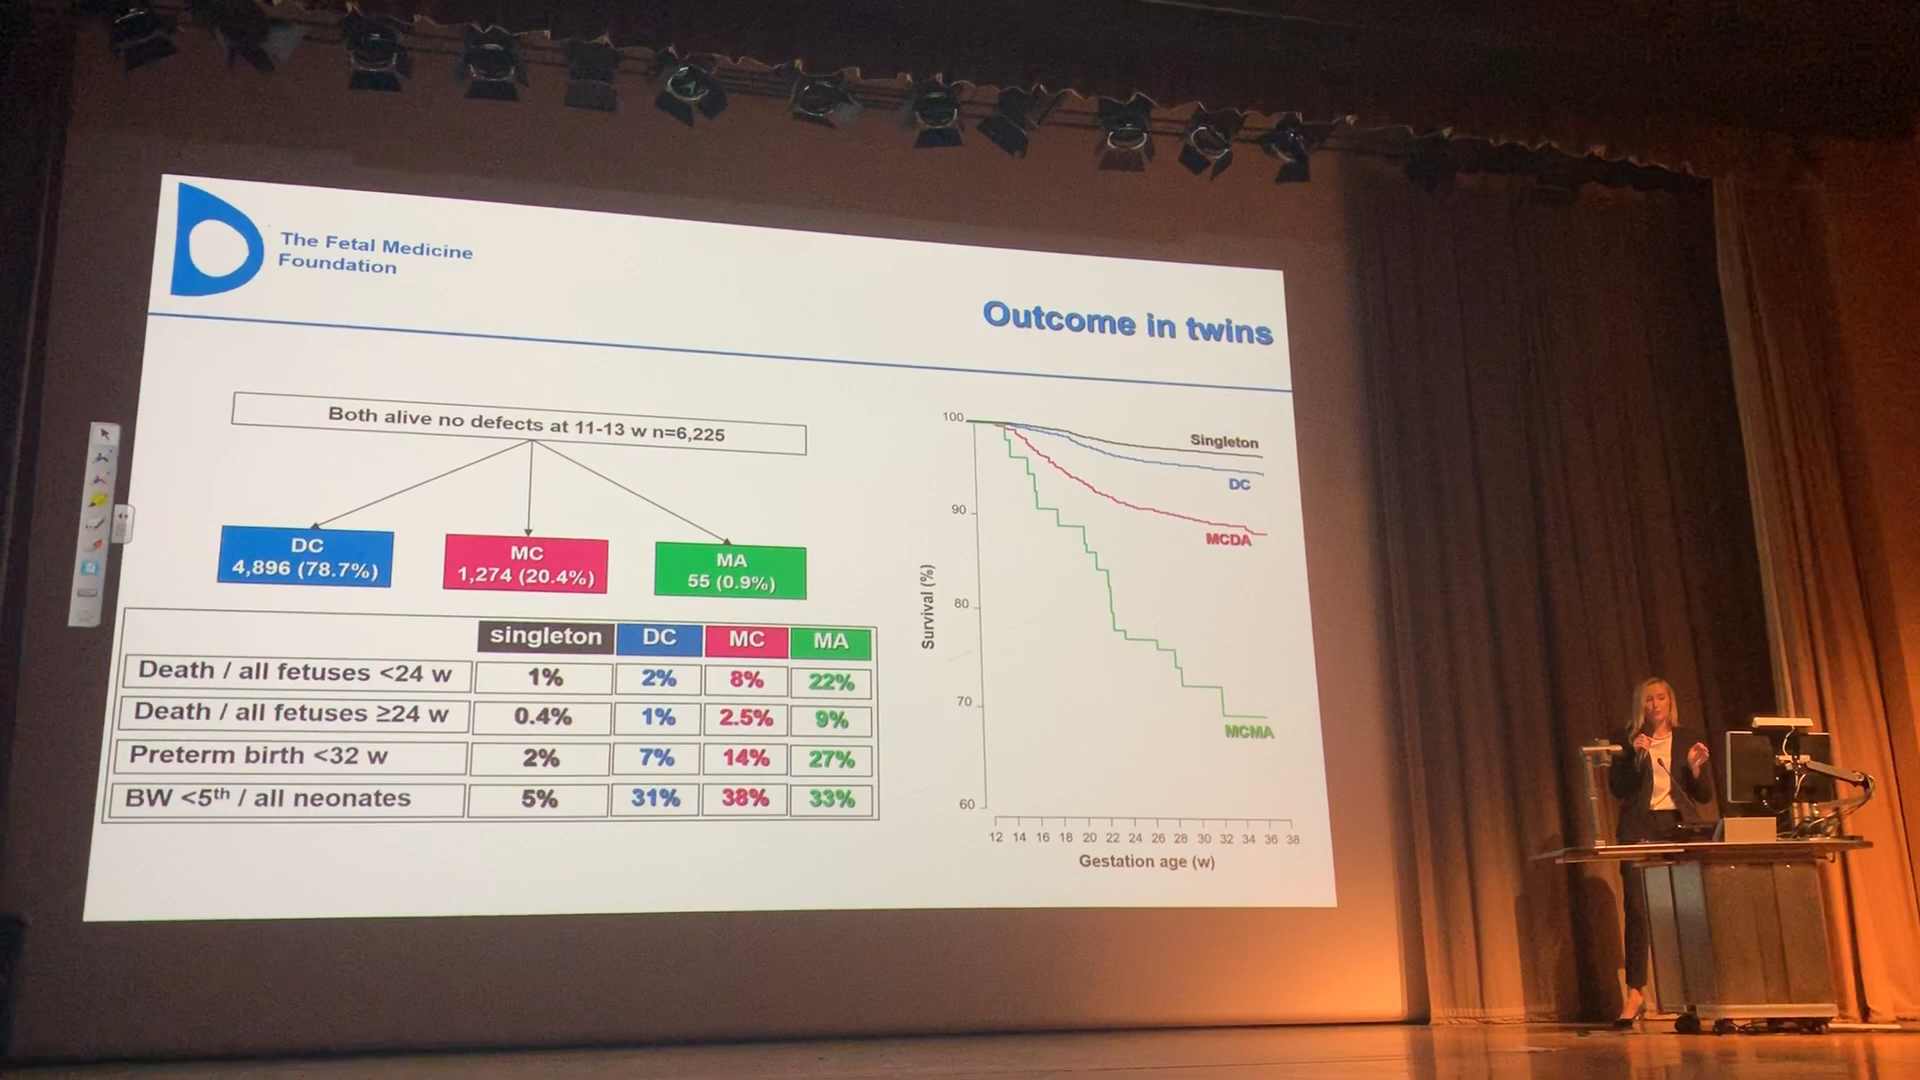 The Fetal Medicine
Foundation
Outcome in twins
Both alive no defects at 11-13 w n=6,225
DC
4,896 (78.7%)
MC
1,274 (20.4%)
MA
55 (0.9%)
singleton DC MC MA
Death / all fetuses <24 w 1% 2% 8% 22%
Death / all fetuses ≥24 w 0.4% 1% 2.5% 9%
Preterm birth <32 w 2% 7% 14% 27%
BW <5th / all neonates 5% 31% 38% 33%
100
90
80
70
60
Survival (%)
Singleton
DC
MCDA
MCMA
12 14 16 18 20 22 24 26 28 30 32 34 36 38
Gestation age (w)